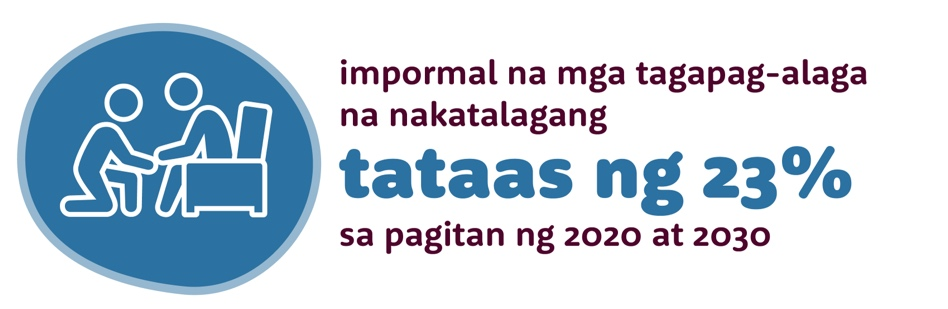 impormal na mga tagapag-alaga
na nakatalagang
tataas ng 23%
sa pagitan ng 2020 at 2030